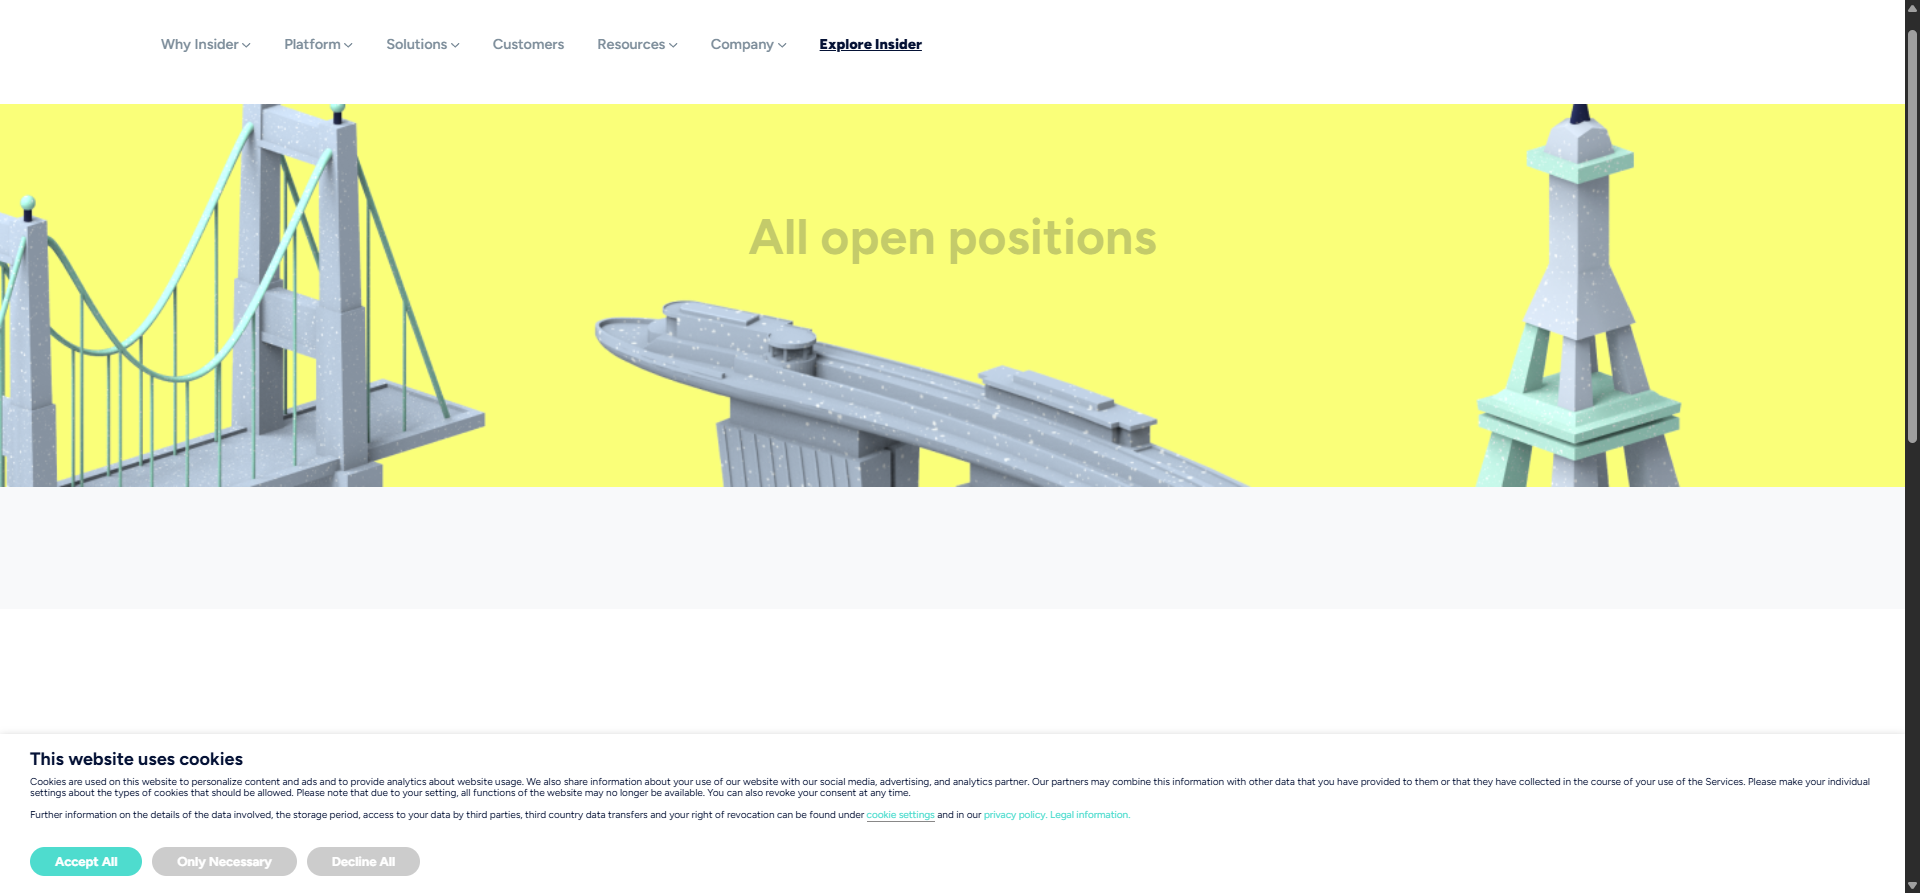 Why Insider
Platform
Solutions
Customers
Resources
Company
Explore Insider
All open positions
This website uses cookies
Cookies are used on this website to personalize content and ads and to provide analytics about website usage. We also share information about your use of our website with our social media, advertising, and analytics partner. Our partners may combine this information with other data that you have provided to them or that they have collected in the course of your use of the Services. Please make your individual
settings about the types of cookies that should be allowed. Please note that due to your setting, all functions of the website may no longer be available. You can also revoke your consent at any time.
Further information on the details of the data involved, the storage period, access to your data by third parties, third country data transfers and your right of revocation can be found under cookie settings and in our privacy policy. Legal information.
Accept All
Only Necessary
Decline All